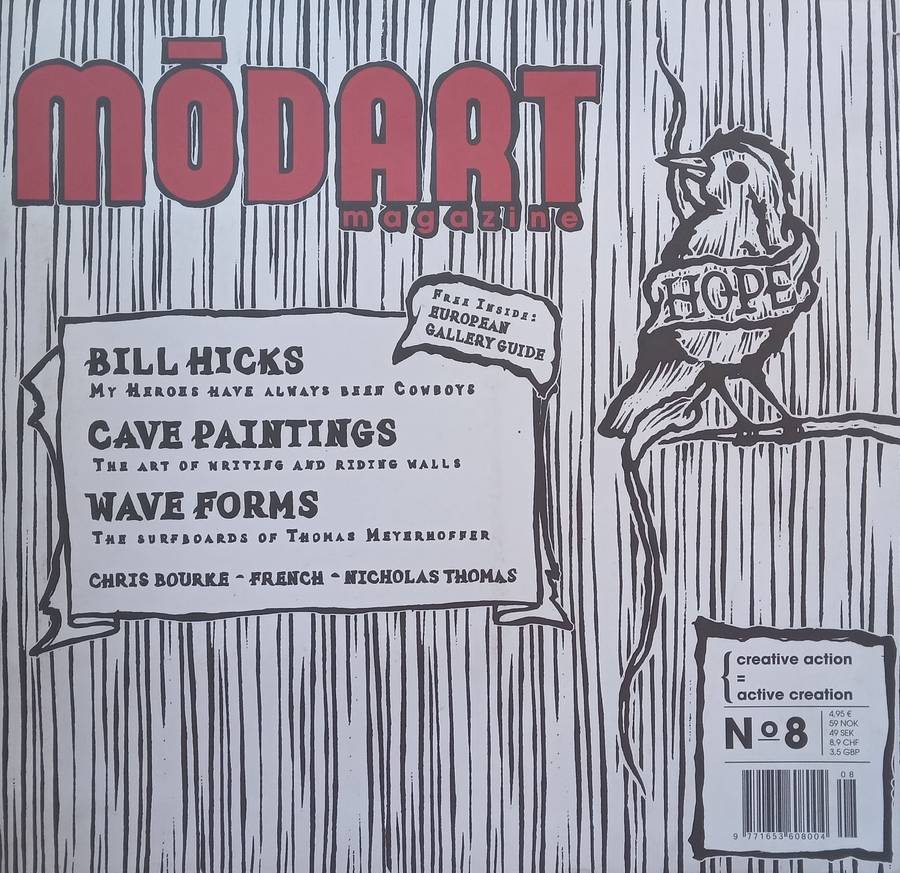 MŌDART
magazine
HOPE
Free Inside:
EUROPEAN
GALLERY GUIDE
BILL HICKS
My Heroes have always been Cowboys
CAVE PAINTINGS
The art of writing and riding walls
WAVE FORMS
The surfboards of Thomas Meyerhoffer
CHRIS BOURKE - FRENCH - NICHOLAS THOMAS
{ creative action
=
active creation
Nº8
4,95 €
59 NOK
49 SEK
8,9 CHF
3,5 GBP
08
9 771653 608004